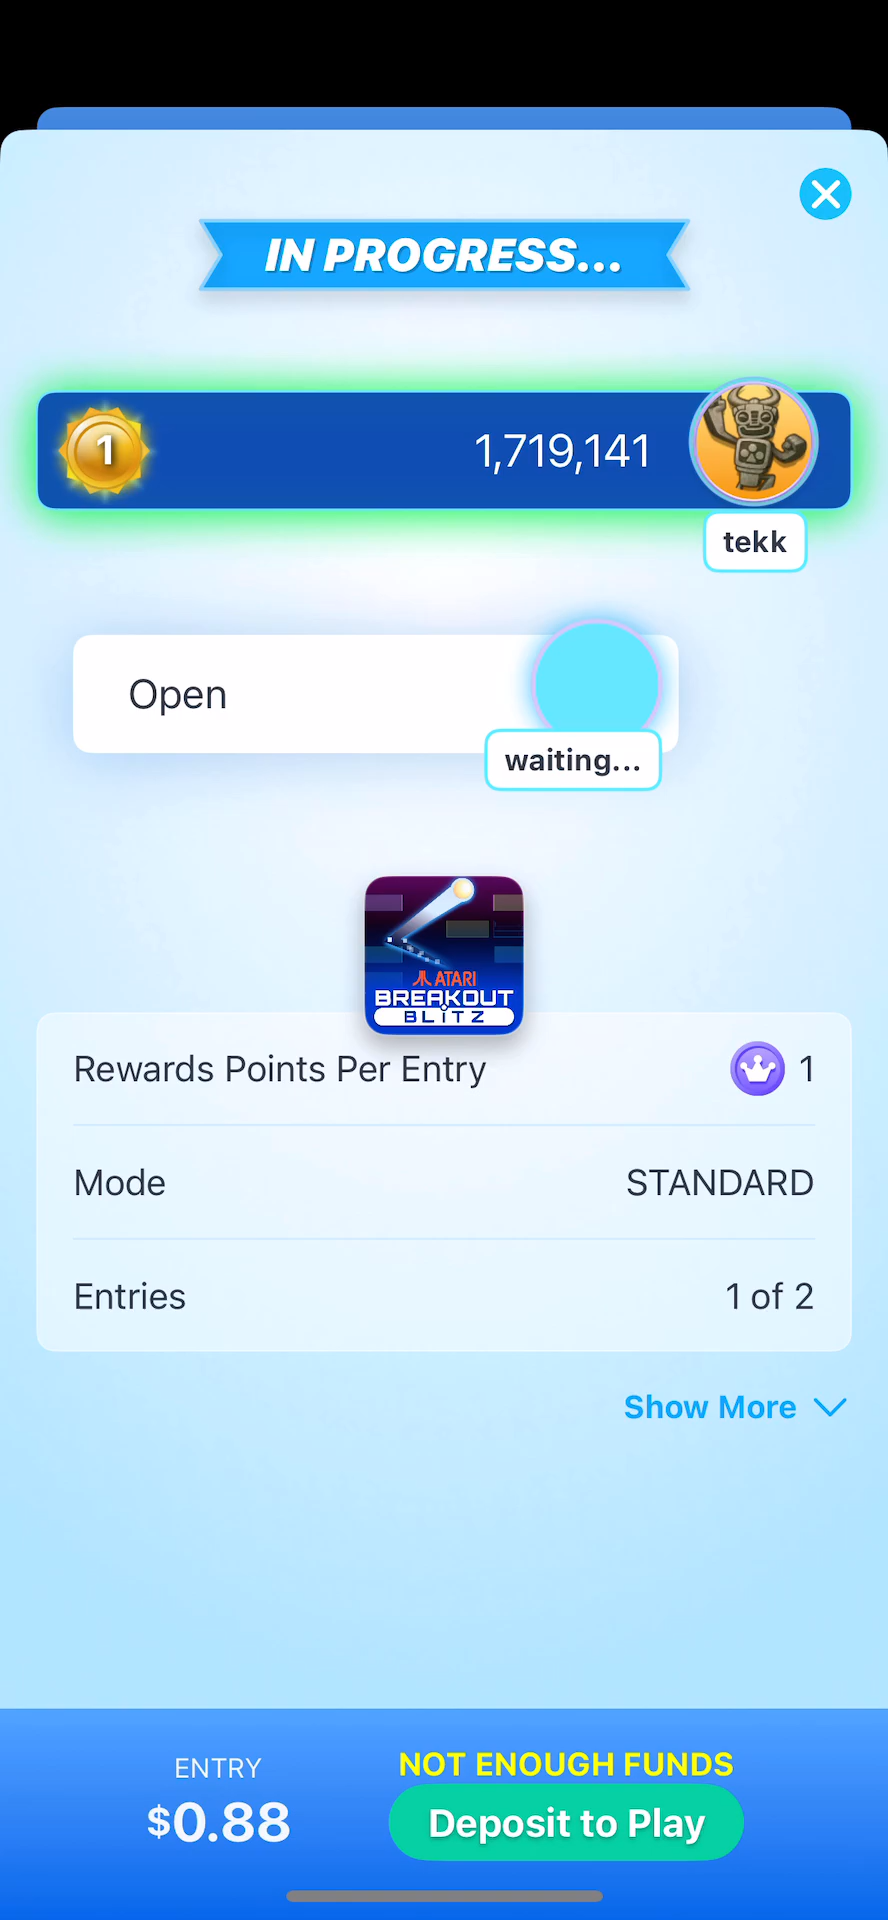 IN PROGRESS...
1
1,719,141
tekk
Open
waiting...
ATARI
BREAKOUT
BLITZ
Rewards Points Per Entry 1
Mode STANDARD
Entries 1 of 2
Show More
ENTRY
$0.88
NOT ENOUGH FUNDS
Deposit to Play